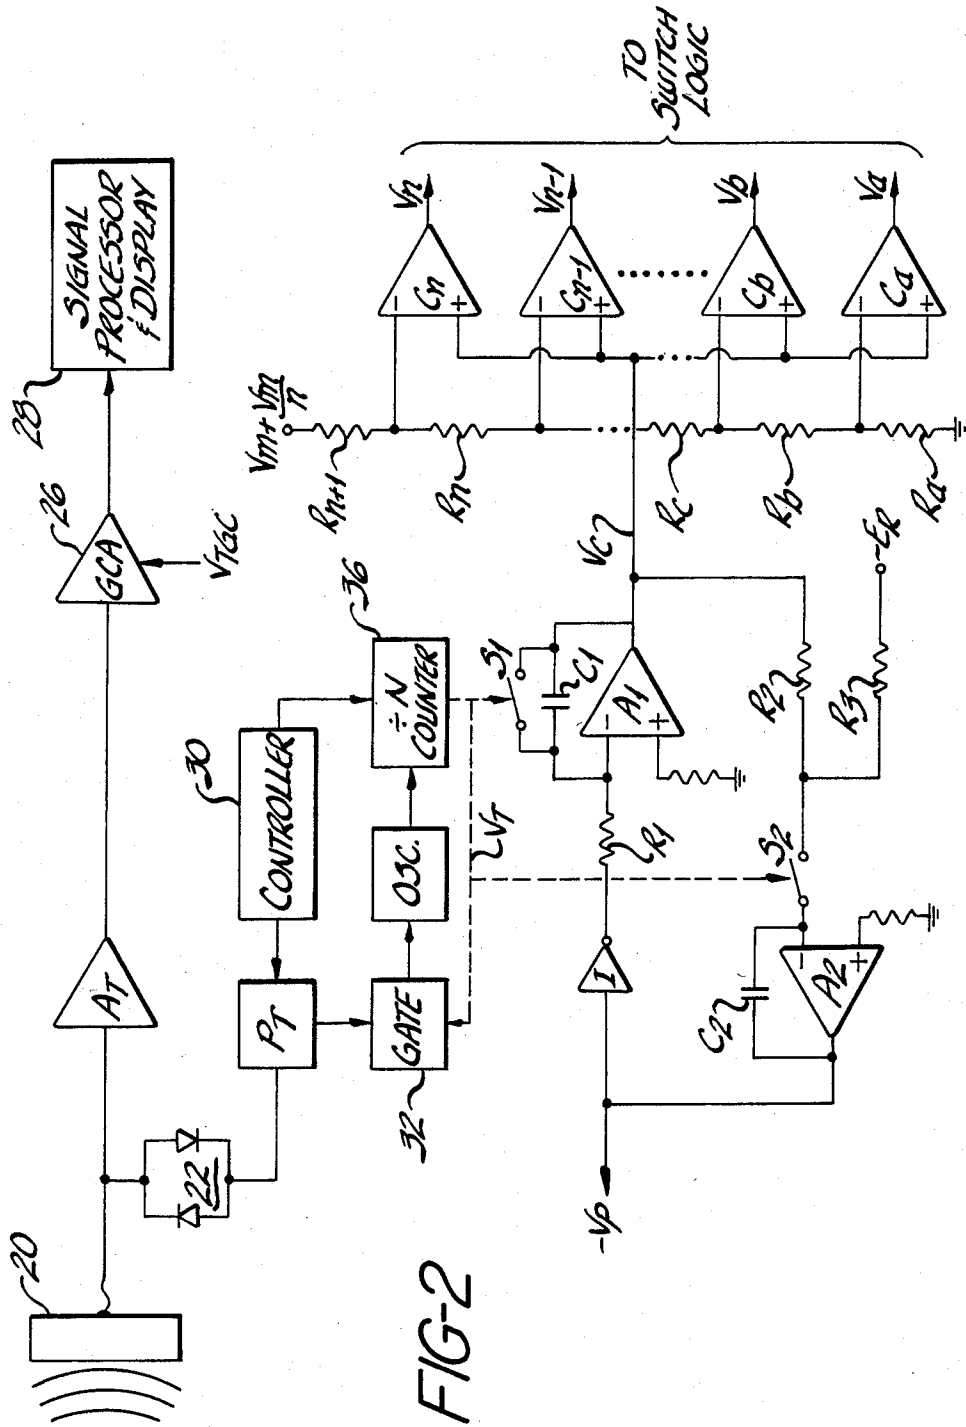 20
22
AT
26
GCA
VTGC
28
SIGNAL
PROCESSOR
& DISPLAY
PT
30
CONTROLLER
32
GATE
OSC.
36
÷ N
COUNTER
VT
S1
C1
R1
A1
-
+
I
-Vp
C2
A2
-
+
S2
R2
R3
-ER
VC
Vm+Vm/n
Rn+1
Rn
Rc
Rb
Ra
Cn
-
+
Vn
Cn-1
-
+
Vn-1
Cb
-
+
Vb
Ca
-
+
Va
TO
SWITCH
LOGIC
FIG-2